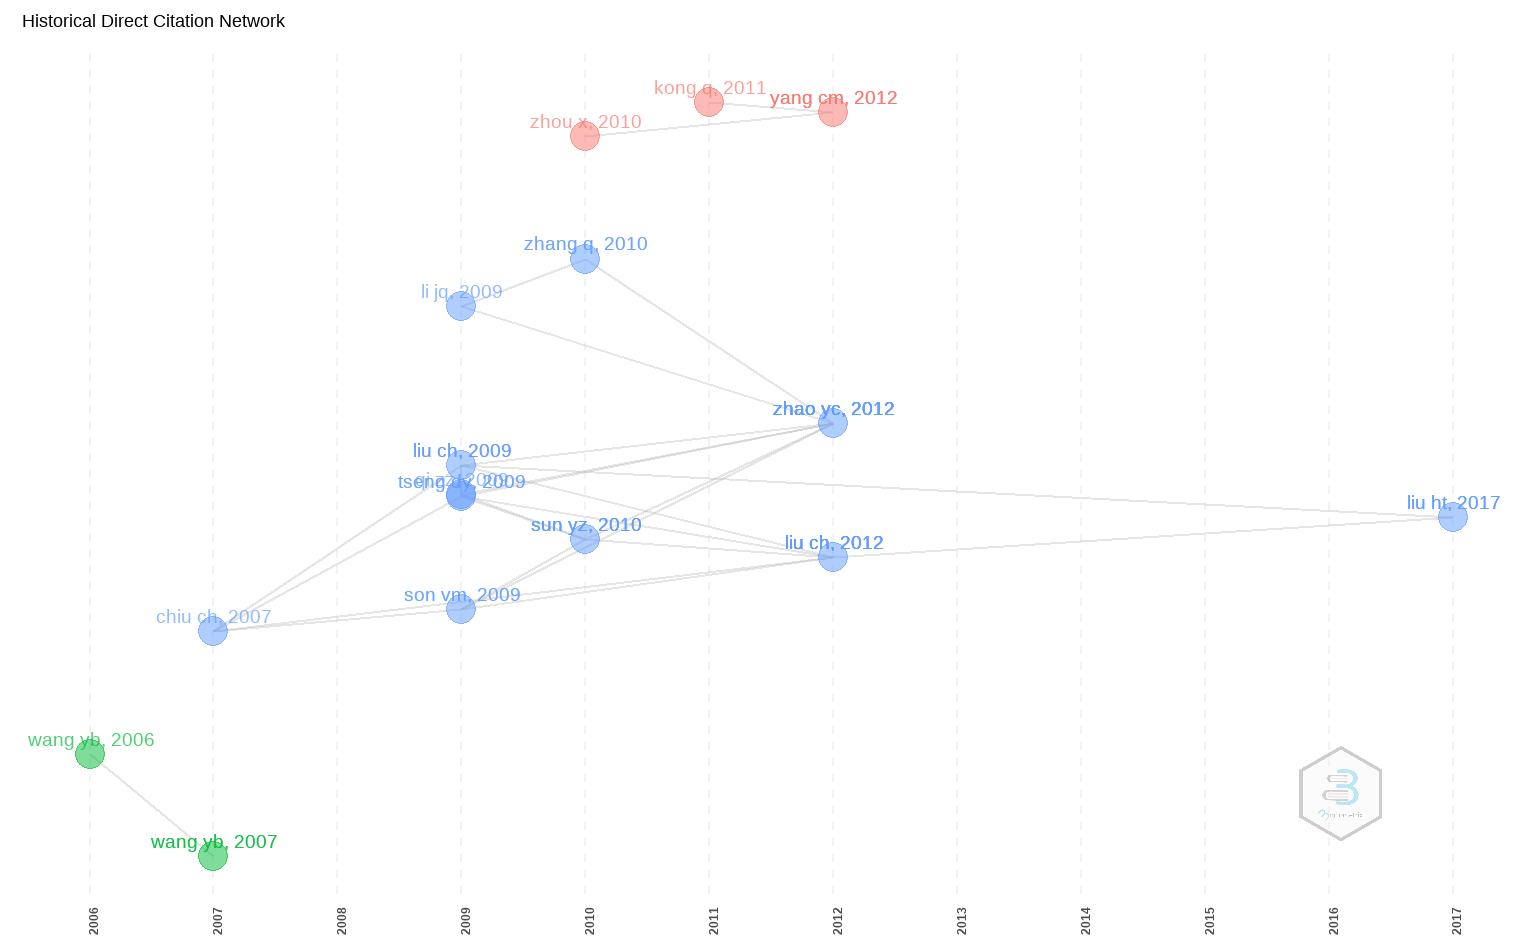 Historical Direct Citation Network
kong q, 2011
yang cm, 2012
zhou x, 2010
zhang q, 2010
li jq, 2009
zhao yc, 2012
liu ch, 2009
tseng dy, 2009
liu ht, 2017
sun yz, 2010
liu ch, 2012
son vm, 2009
chiu ch, 2007
wang yb, 2006
wang yb, 2007
2006
2007
2008
2009
2010
2011
2012
2013
2014
2015
2016
2017